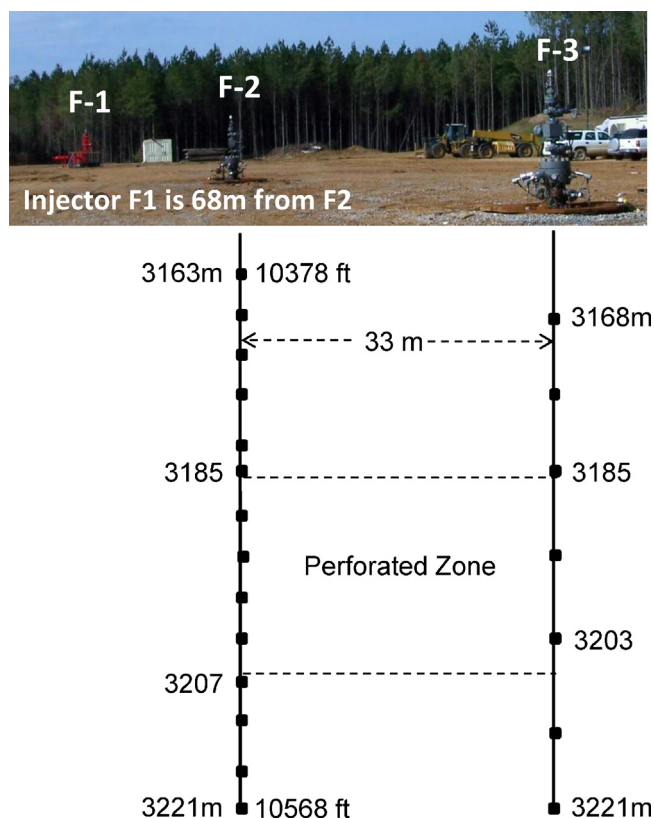 F-1
F-2
F-3
Injector F1 is 68m from F2
3163m 10378 ft
3168m
33 m
3185 3185
Perforated Zone
3203
3207
3221m 10568 ft 3221m